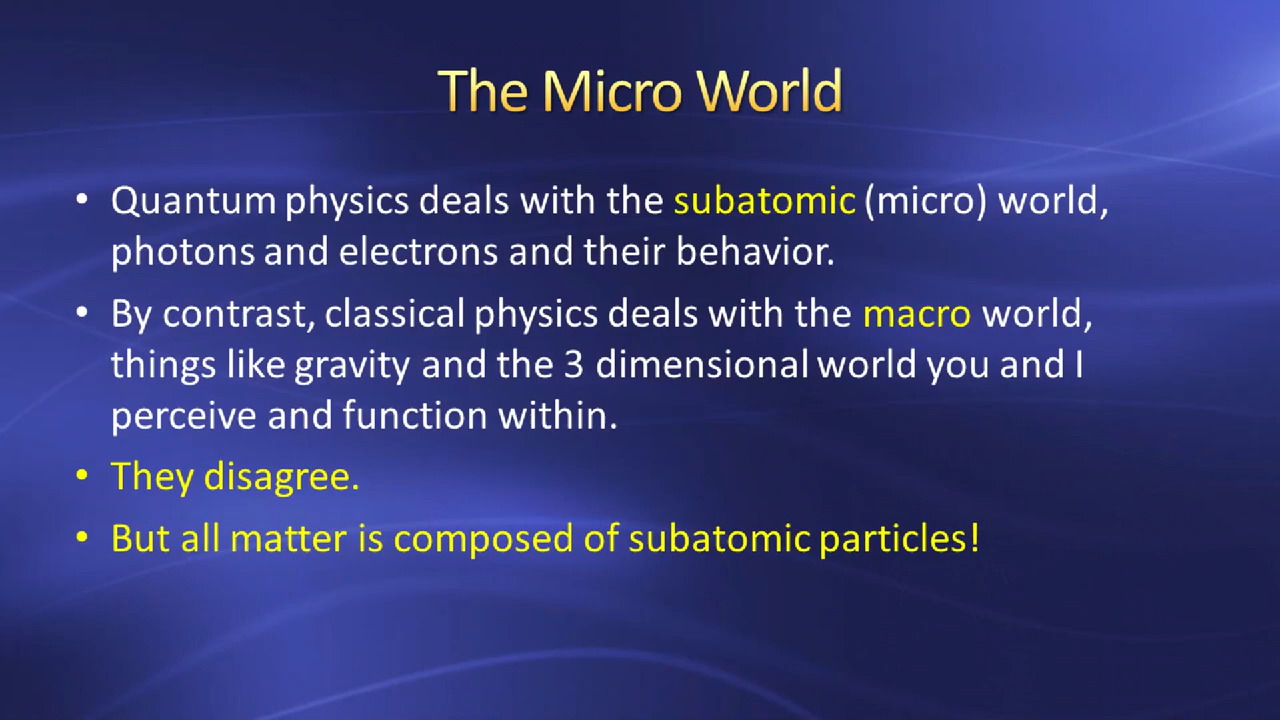 The Micro World
• Quantum physics deals with the subatomic (micro) world,
photons and electrons and their behavior.
• By contrast, classical physics deals with the macro world,
things like gravity and the 3 dimensional world you and I
perceive and function within.
• They disagree.
• But all matter is composed of subatomic particles!